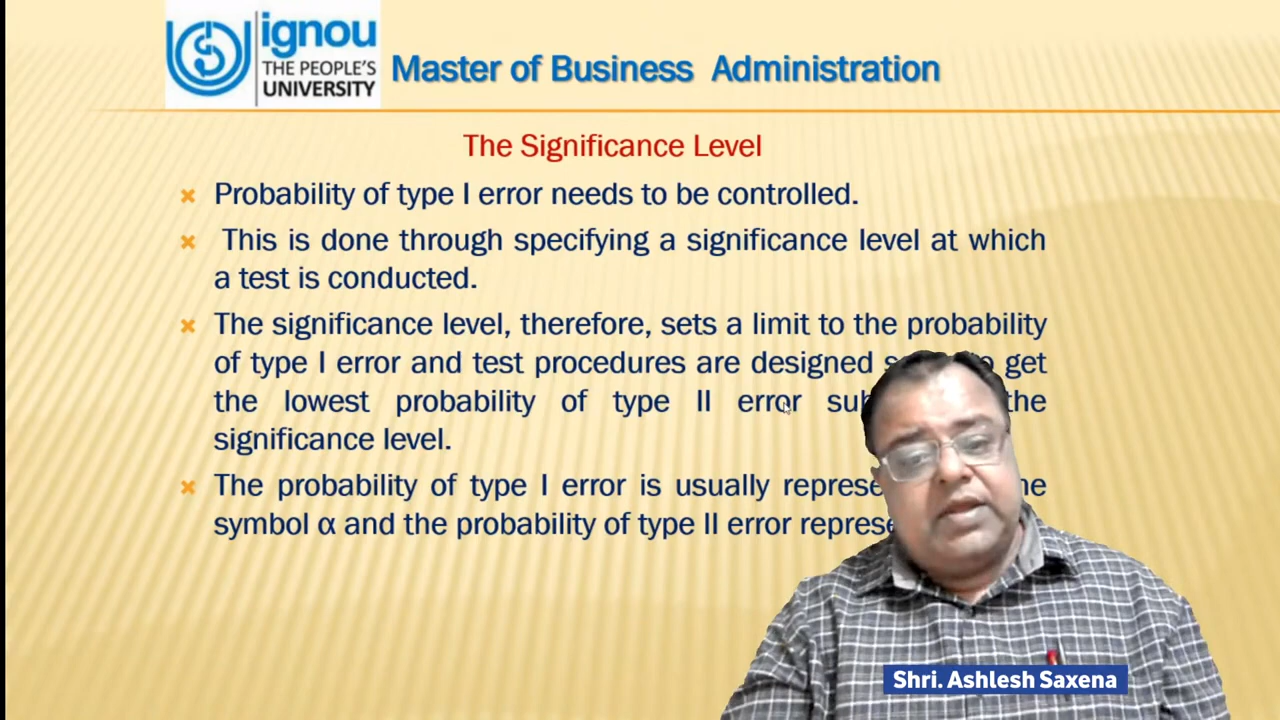 ignou
THE PEOPLE'S
UNIVERSITY
Master of Business Administration
The Significance Level
Probability of type I error needs to be controlled.
This is done through specifying a significance level at which
a test is conducted.
The significance level, therefore, sets a limit to the probability
of type I error and test procedures are designed get
the lowest probability of type II error the
significance level.
The probability of type I error is usually
symbol α and the probability of type II error
Shri. Ashlesh Saxena